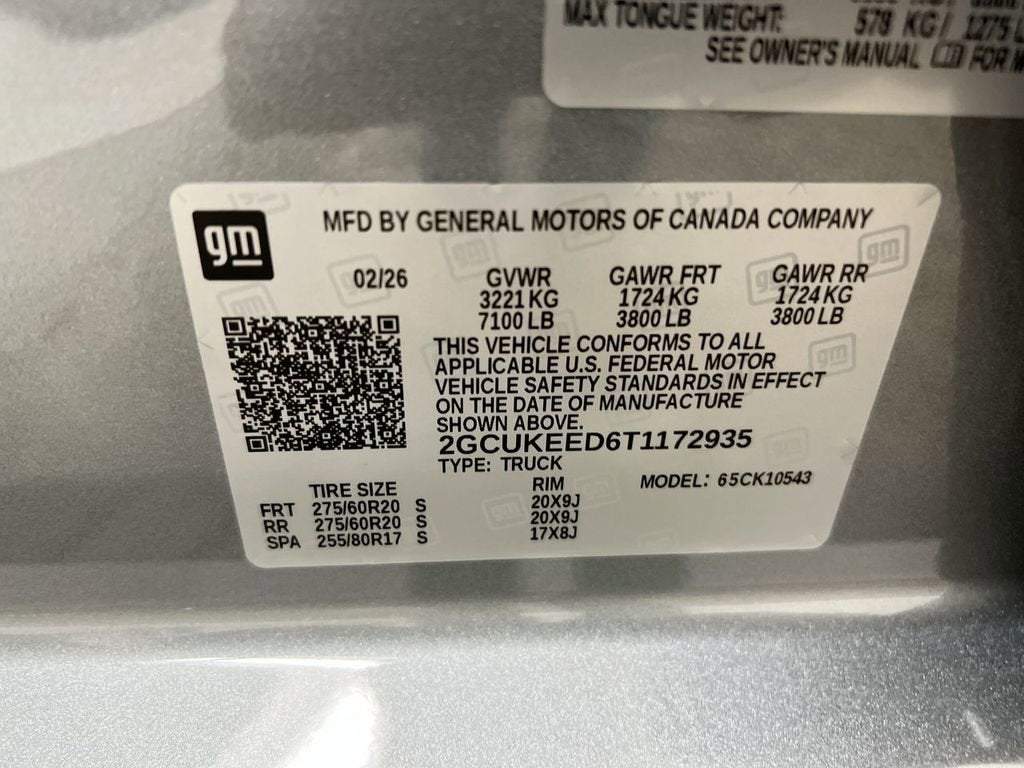 MAX TONGUE WEIGHT: 578 KG/ 1275
SEE OWNER'S MANUAL FOR
gm
MFD BY GENERAL MOTORS OF CANADA COMPANY
02/26 GVWR GAWR FRT GAWR RR
3221 KG 1724 KG 1724 KG
7100 LB 3800 LB 3800 LB
THIS VEHICLE CONFORMS TO ALL
APPLICABLE U.S. FEDERAL MOTOR
VEHICLE SAFETY STANDARDS IN EFFECT
ON THE DATE OF MANUFACTURE
SHOWN ABOVE.
2GCUKEED6T1172935
TYPE: TRUCK
MODEL: 65CK10543
TIRE SIZE RIM
FRT 275/60R20 S 20X9J
RR 275/60R20 S 20X9J
SPA 255/80R17 S 17X8J